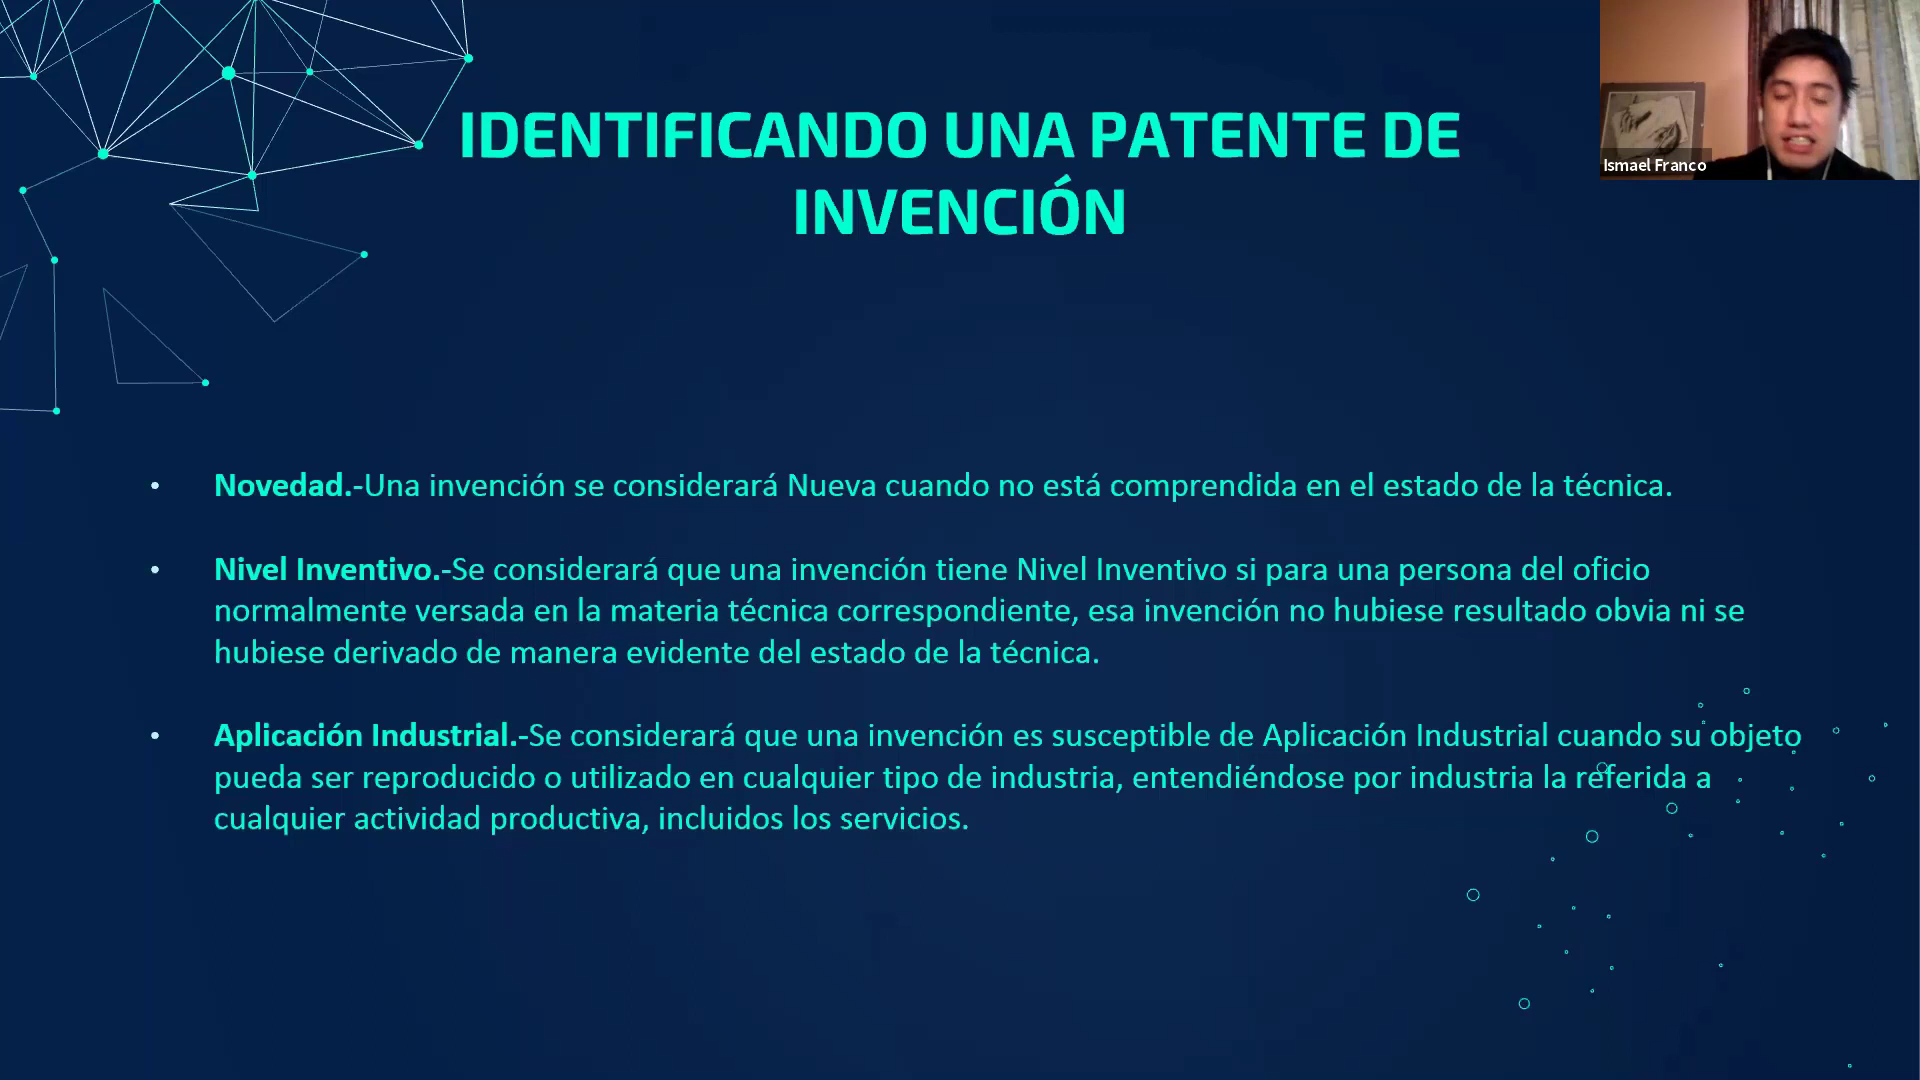 IDENTIFICANDO UNA PATENTE DE
INVENCIÓN
Ismael Franco
• Novedad.-Una invención se considerará Nueva cuando no está comprendida en el estado de la técnica.
• Nivel Inventivo.-Se considerará que una invención tiene Nivel Inventivo si para una persona del oficio
normalmente versada en la materia técnica correspondiente, esa invención no hubiese resultado obvia ni se
hubiese derivado de manera evidente del estado de la técnica.
• Aplicación Industrial.-Se considerará que una invención es susceptible de Aplicación Industrial cuando su objeto
pueda ser reproducido o utilizado en cualquier tipo de industria, entendiéndose por industria la referida a
cualquier actividad productiva, incluidos los servicios.